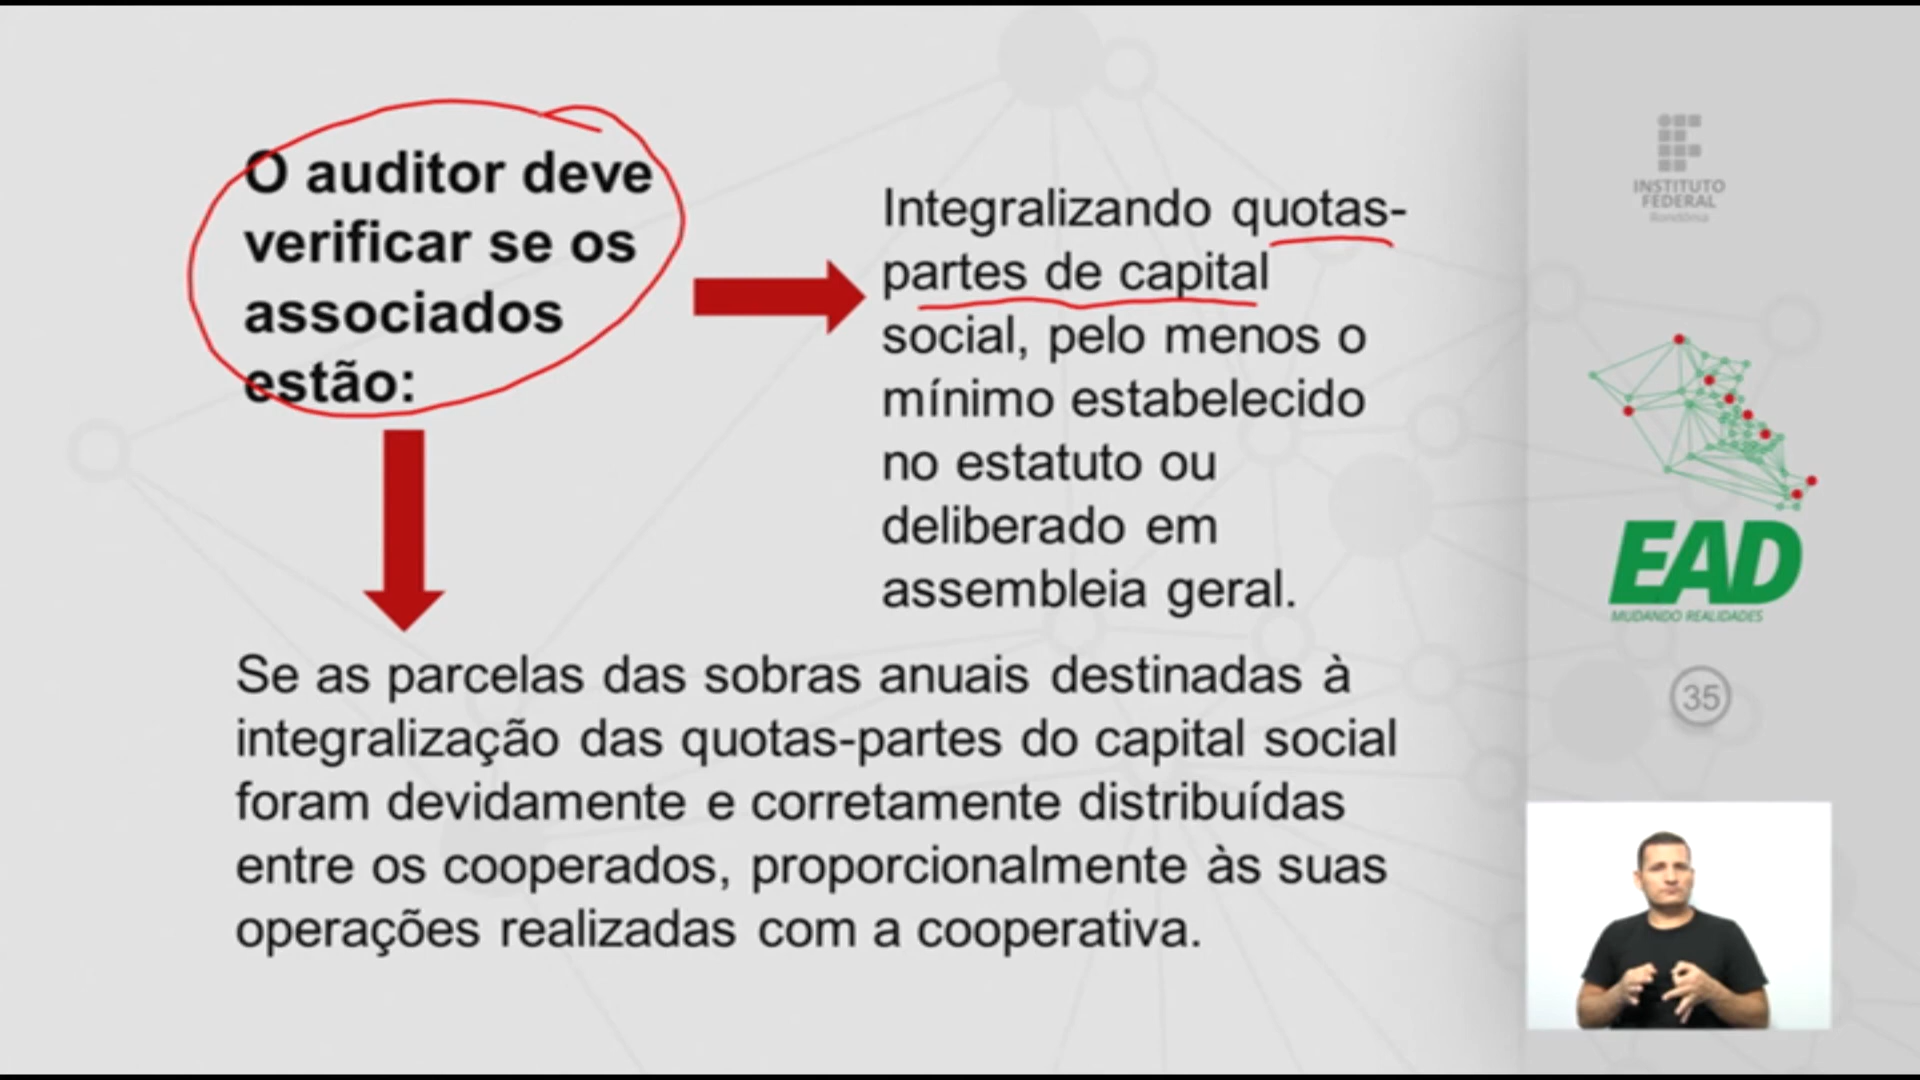 O auditor deve
verificar se os
associados
estão:
Integralizando quotas-
partes de capital
social, pelo menos o
mínimo estabelecido
no estatuto ou
deliberado em
assembleia geral.
Se as parcelas das sobras anuais destinadas à
integralização das quotas-partes do capital social
foram devidamente e corretamente distribuídas
entre os cooperados, proporcionalmente às suas
operações realizadas com a cooperativa.
INSTITUTO
FEDERAL
Rondônia
EAD
MUDANDO REALIDADES
35